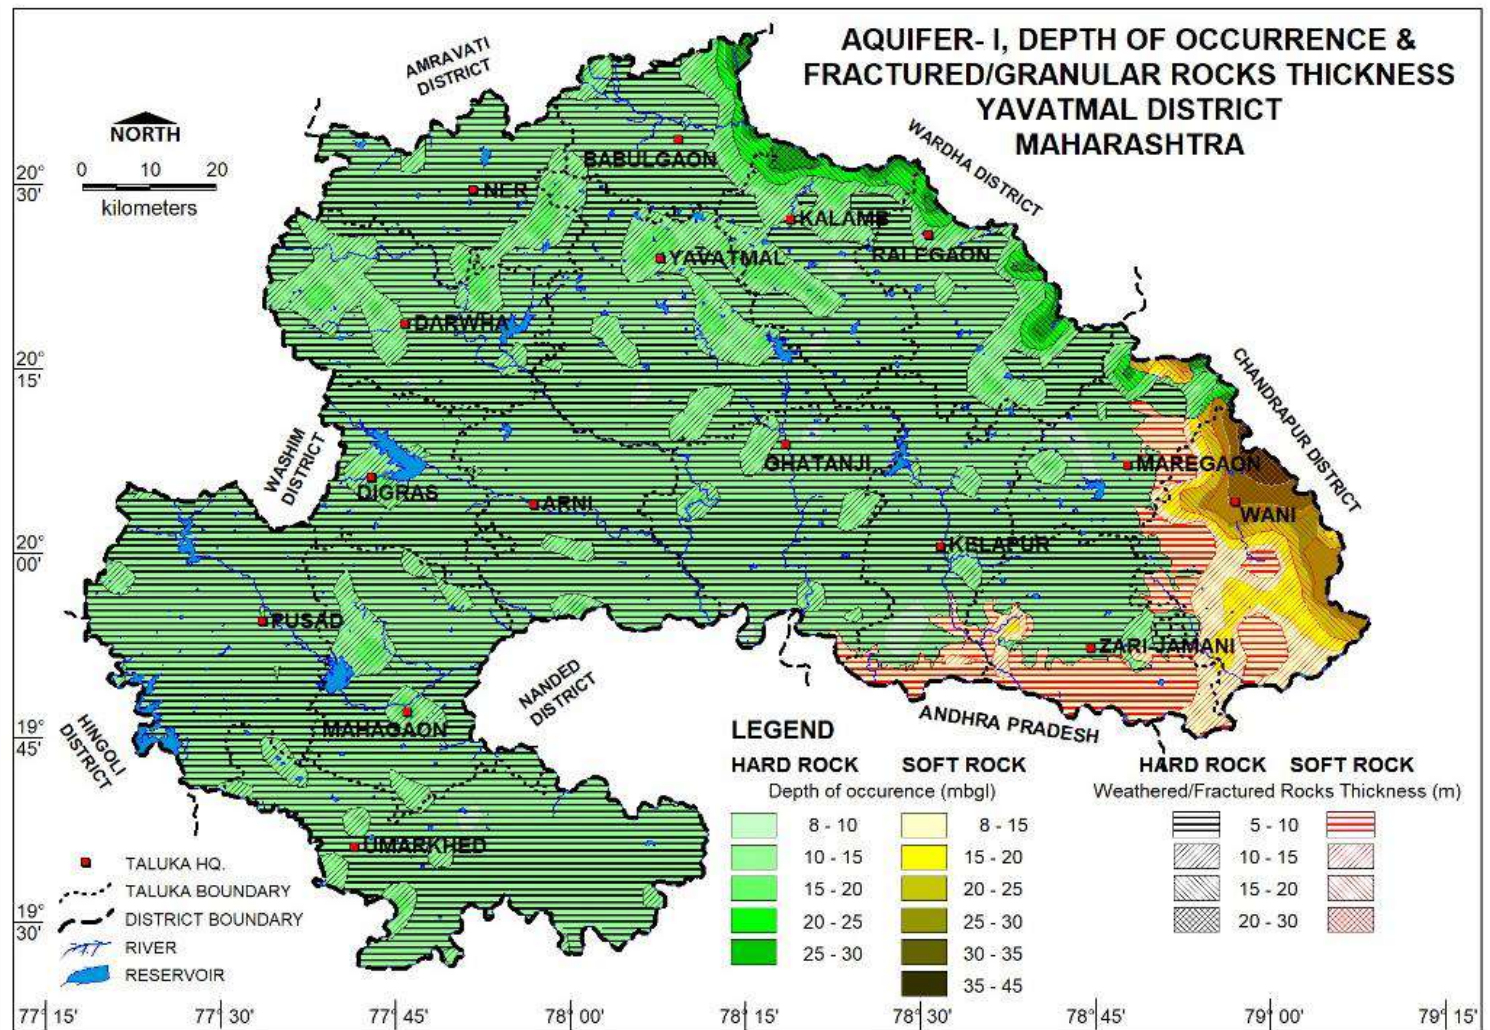 AQUIFER- I, DEPTH OF OCCURRENCE &
FRACTURED/GRANULAR ROCKS THICKNESS
YAVATMAL DISTRICT
MAHARASHTRA
AMRAVATI
DISTRICT
NORTH
0 10 20
kilometers
WARDHA DISTRICT
CHANDRAPUR DISTRICT
WASHIM
DISTRICT
NANDED
DISTRICT
HINGOLI
DISTRICT
ANDHRA PRADESH
BABULGAON
NER
KALAMB
RALEGAON
YAVATMAL
DARWHA
GHATANJI
MAREGAON
DIGRAS
ARNI
WANI
KELAPUR
PUSAD
ZARI-JAMANI
MAHAGAON
UMARKHED
20°
30'
20°
15'
20°
00'
19°
45'
19°
30'
LEGEND
HARD ROCK SOFT ROCK
Depth of occurence (mbgl)
8 - 10 8 - 15
10 - 15 15 - 20
15 - 20 20 - 25
20 - 25 25 - 30
25 - 30 30 - 35
35 - 45
HARD ROCK SOFT ROCK
Weathered/Fractured Rocks Thickness (m)
5 - 10
10 - 15
15 - 20
20 - 30
TALUKA HQ.
TALUKA BOUNDARY
DISTRICT BOUNDARY
RIVER
RESERVOIR
77° 15' 77° 30' 77° 45' 78° 00' 78° 15' 78° 30' 78° 45' 79° 00' 79° 15'